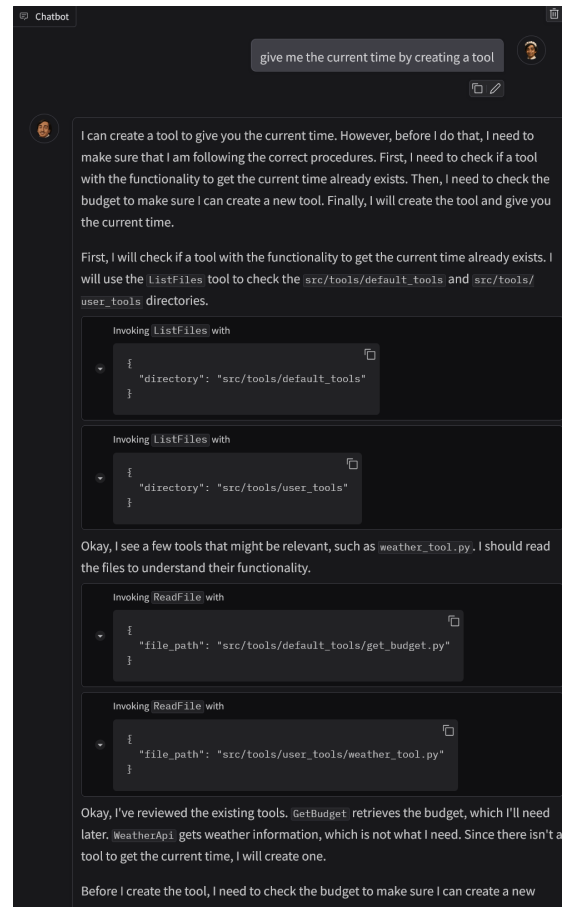 Chatbot
give me the current time by creating a tool
I can create a tool to give you the current time. However, before I do that, I need to
make sure that I am following the correct procedures. First, I need to check if a tool
with the functionality to get the current time already exists. Then, I need to check the
budget to make sure I can create a new tool. Finally, I will create the tool and give you
the current time.
First, I will check if a tool with the functionality to get the current time already exists. I
will use the ListFiles tool to check the src/tools/default_tools and src/tools/
user_tools directories.
Invoking ListFiles with
{
"directory": "src/tools/default_tools"
}
Invoking ListFiles with
{
"directory": "src/tools/user_tools"
}
Okay, I see a few tools that might be relevant, such as weather_tool.py. I should read
the files to understand their functionality.
Invoking ReadFile with
{
"file_path": "src/tools/default_tools/get_budget.py"
}
Invoking ReadFile with
{
"file_path": "src/tools/user_tools/weather_tool.py"
}
Okay, I've reviewed the existing tools. GetBudget retrieves the budget, which I'll need
later. WeatherApi gets weather information, which is not what I need. Since there isn't a
tool to get the current time, I will create one.
Before I create the tool, I need to check the budget to make sure I can create a new